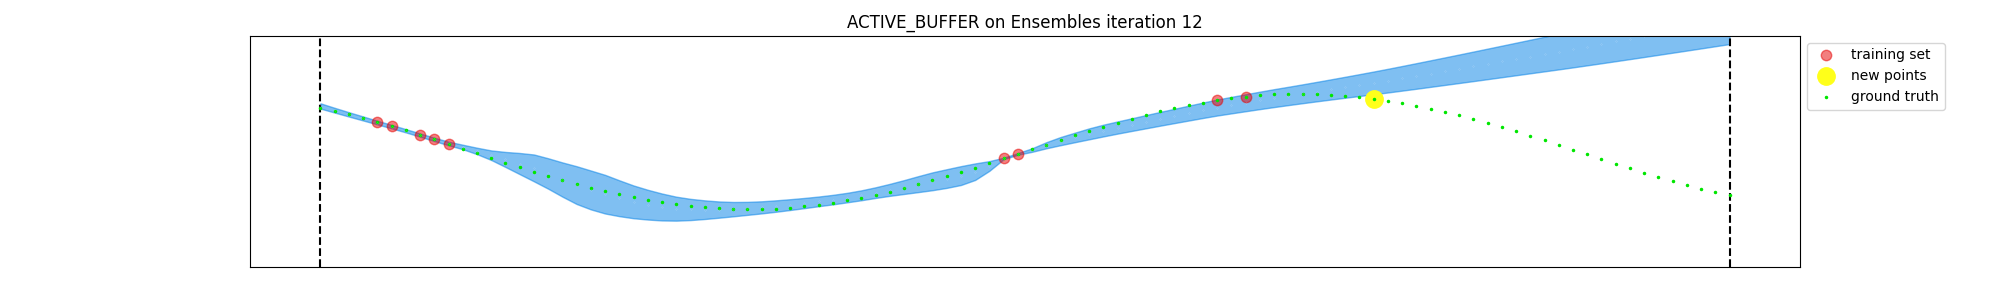 ACTIVE_BUFFER on Ensembles iteration 12
training set
new points
ground truth